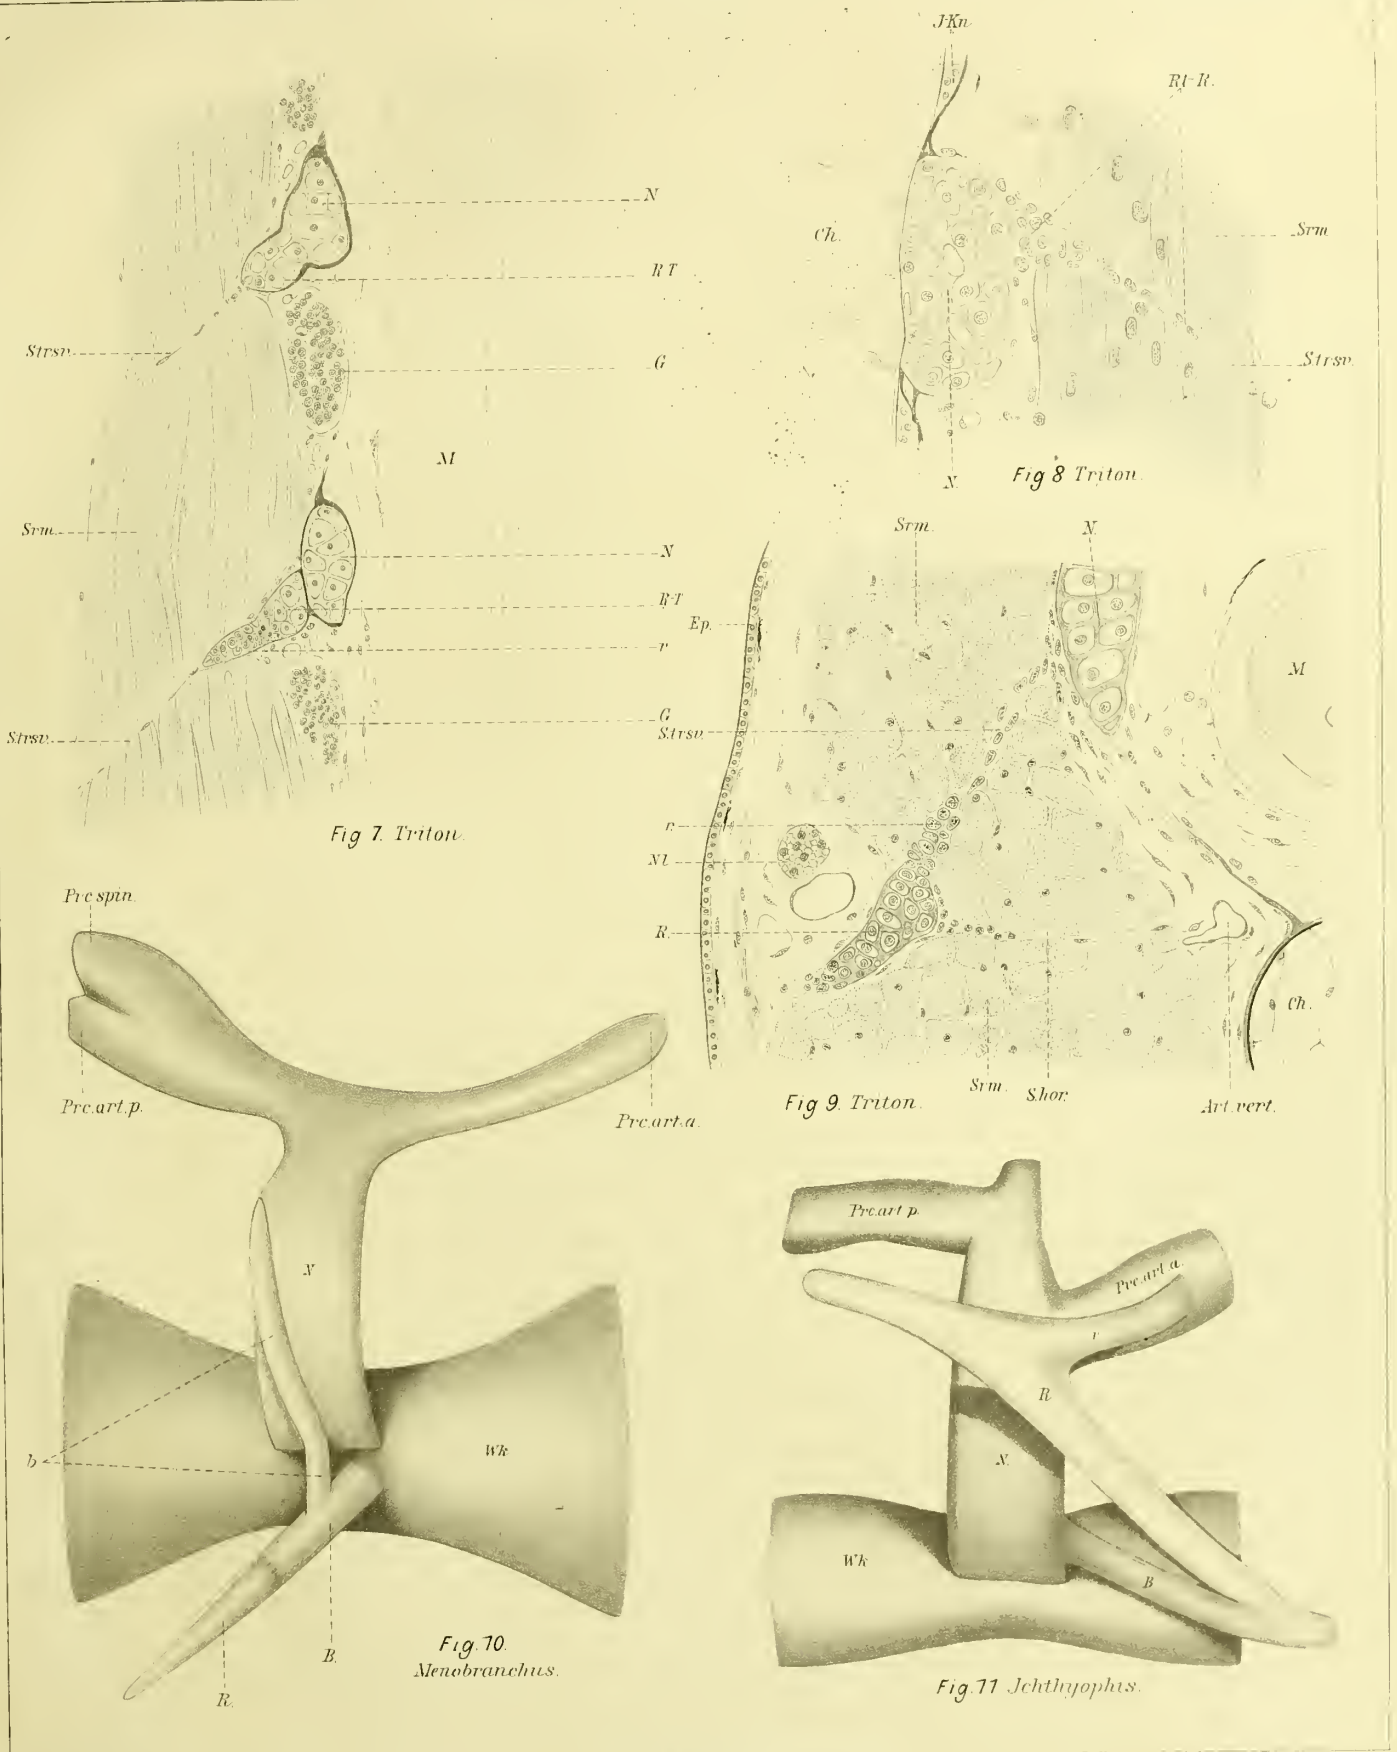 N
R T
Strsv.
G
M
Srm.
N
R-T
r
G
Strsv.
Fig 7. Triton.
J-Kn
Rt-R.
Ch.
Srm
Strsv.
N.
Fig 8 Triton.
Srm.
N.
Ep.
M
Strsv.
r.
Nl
R.
Ch.
Srm.
S.hor.
Art.vert.
Fig 9. Triton.
Prc spin.
Prc.art.p.
Prc.art.a.
N
b
Wk
B.
R.
Fig.10.
Menobranchus.
Prc.art p.
Prc.art.a.
r
R
N.
Wk
B
Fig.11 Jchthyophis.